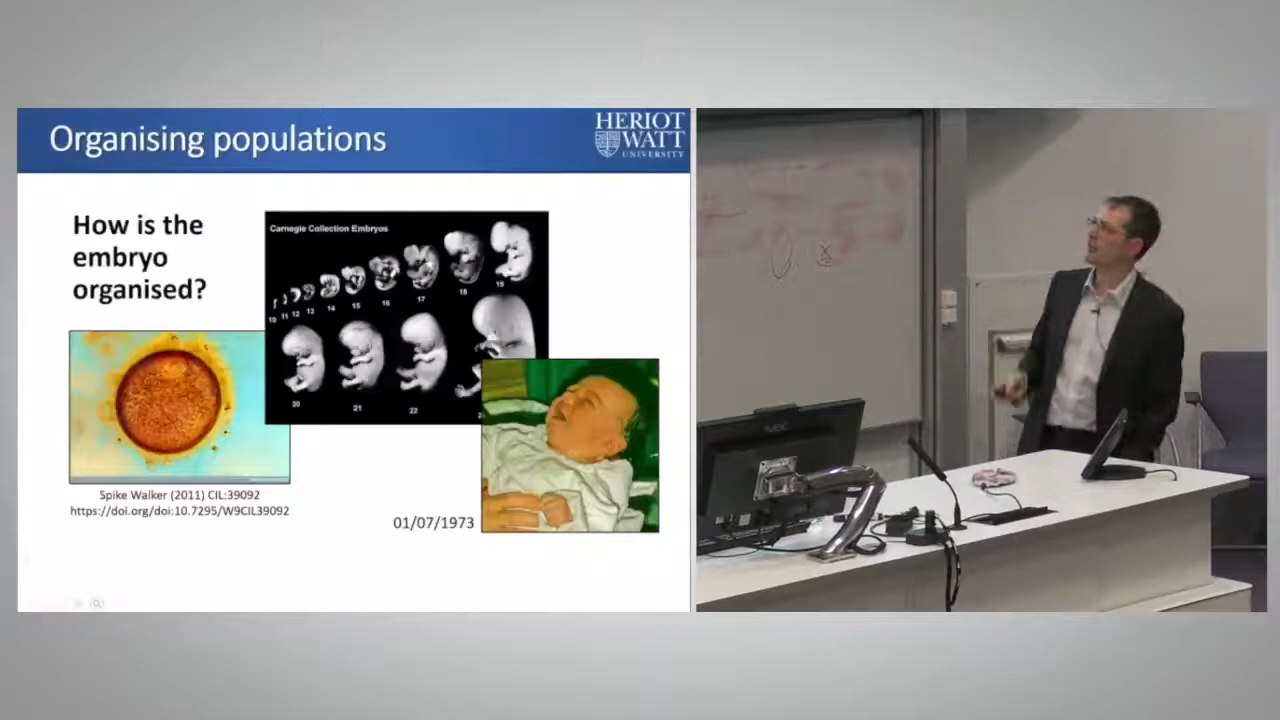 Organising populations
HERIOT
WATT
UNIVERSITY
How is the
embryo
organised?
Carnegie Collection Embryos
10 11 12 13 14 15 16 17 18 19
20 21 22
Spike Walker (2011) CIL:39092
https://doi.org/doi:10.7295/W9CIL39092
01/07/1973
X
NEC